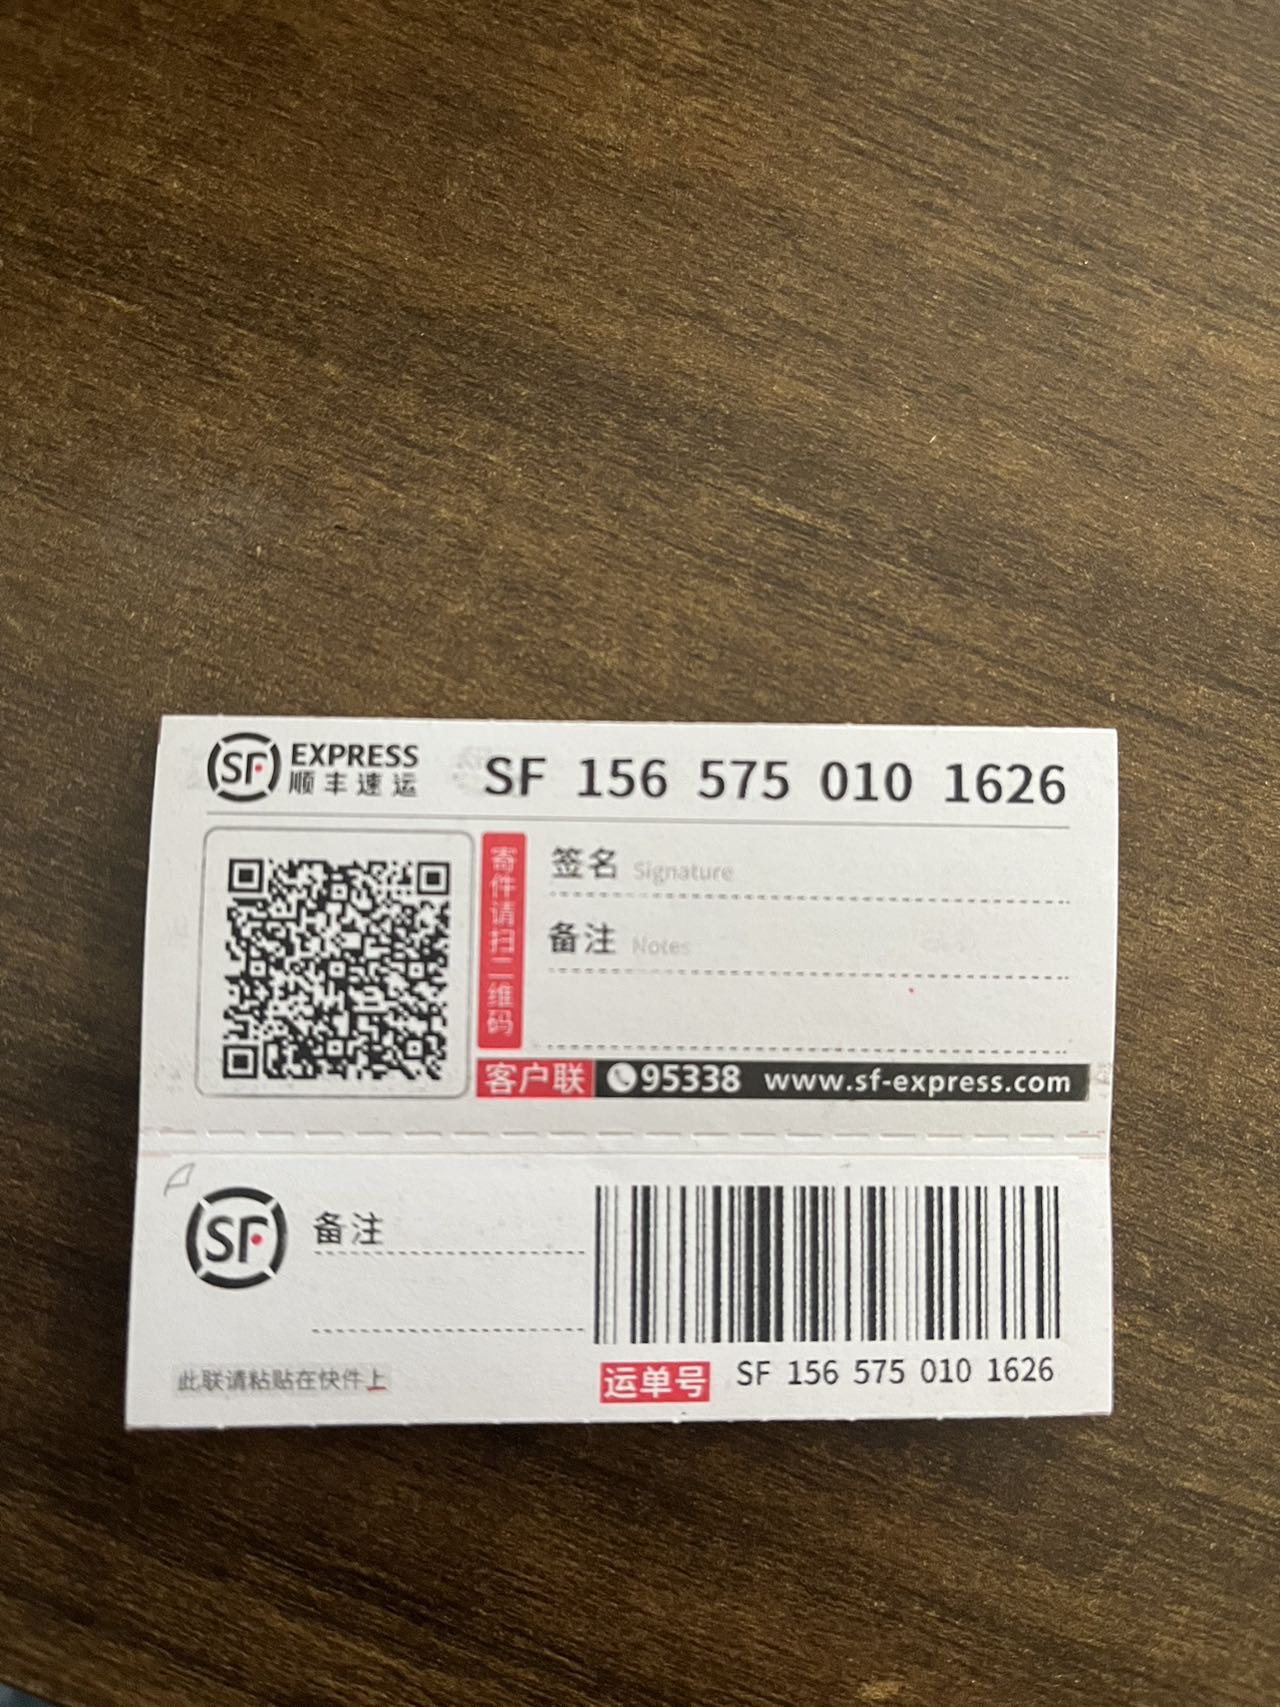 SF EXPRESS
顺丰速运
SF 156 575 010 1626
寄件请扫二维码
签名 Signature
备注 Notes
客户联 95338 www.sf-express.com
SF 备注
此联请粘贴在快件上
运单号 SF 156 575 010 1626